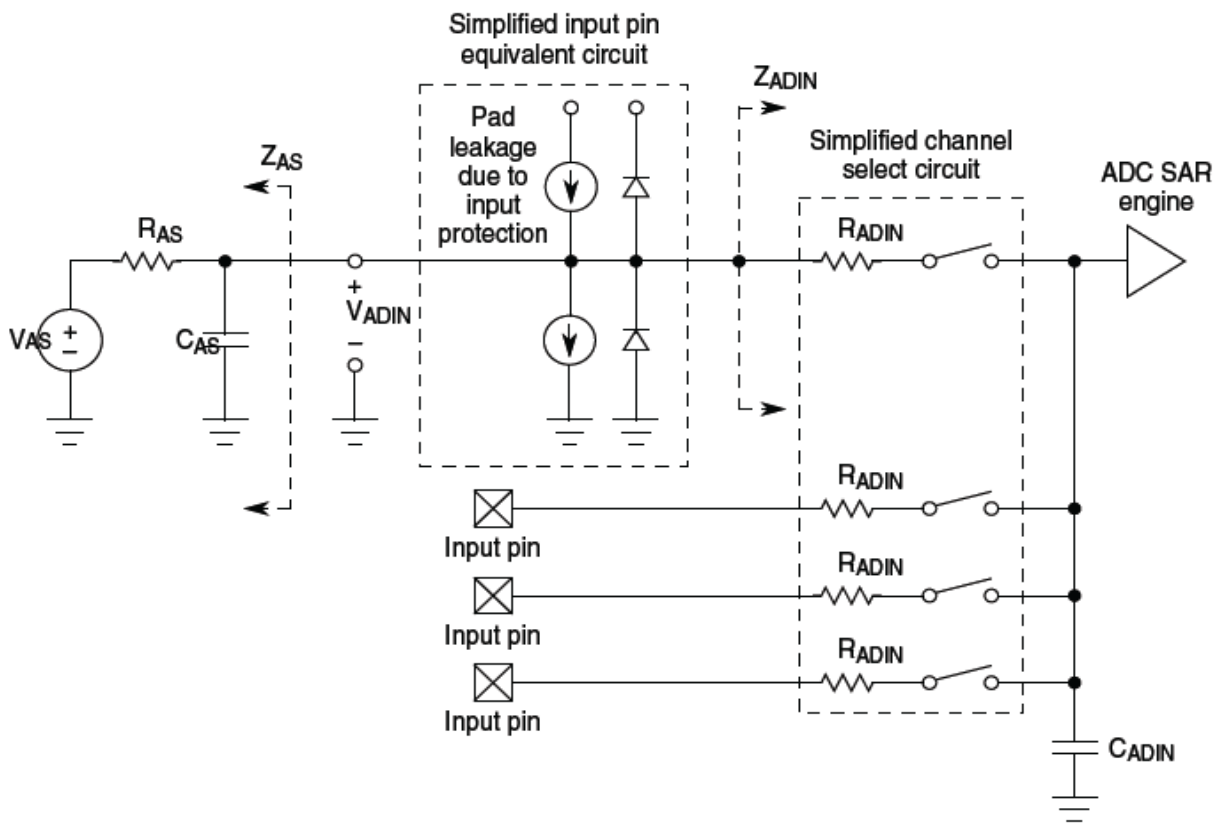 Simplified input pin
equivalent circuit
Pad
leakage
due to
input
protection
ZAS
RAS
VAS
+
−
CAS
+
VADIN
−
ZADIN
Simplified channel
select circuit
RADIN
ADC SAR
engine
RADIN
Input pin
RADIN
Input pin
RADIN
Input pin
CADIN